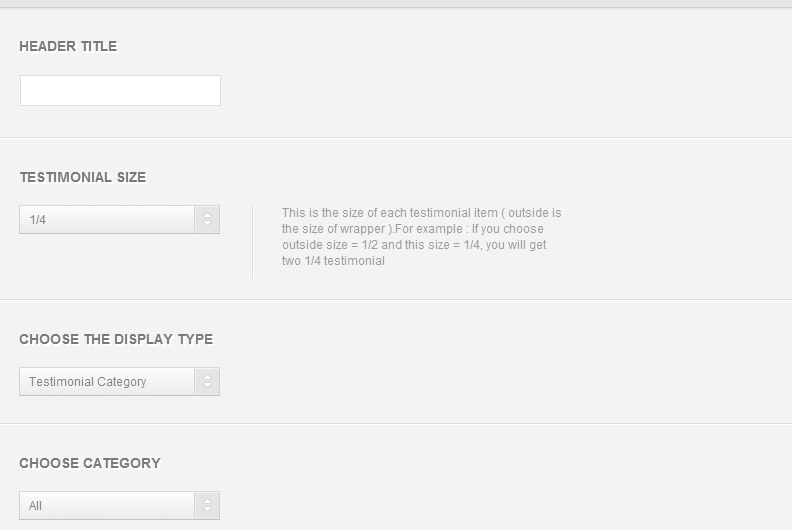 HEADER TITLE
TESTIMONIAL SIZE
1/4
This is the size of each testimonial item ( outside is
the size of wrapper ).For example : If you choose
outside size = 1/2 and this size = 1/4, you will get
two 1/4 testimonial
CHOOSE THE DISPLAY TYPE
Testimonial Category
CHOOSE CATEGORY
All